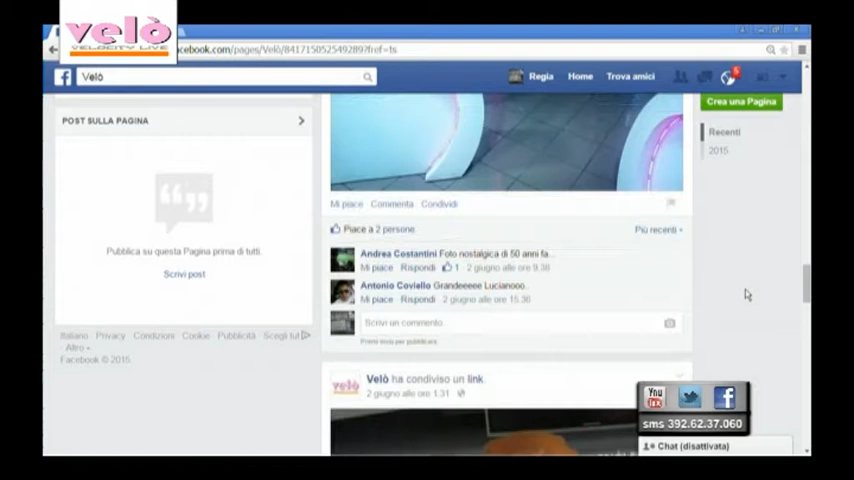 velò
VELOCITY LIVE
acebook.com/pages/Velò/841715052549289?fref=ts
Velò
Regia Home Trova amici 5
Crea una Pagina
POST SULLA PAGINA
Recenti
2015
Mi piace Commenta Condividi
Piace a 2 persone
Più recenti
Andrea Costantini Foto nostalgica di 50 anni fa...
Mi piace Rispondi 1 2 giugno alle ore 9.38
Pubblica su questa Pagina prima di tutti.
Scrivi post
Antonio Coviello Grandeeeee Lucianooo..
Mi piace Rispondi 2 giugno alle ore 15.36
Scrivi un commento
Premi Invio per pubblicare.
Italiano Privacy Condizioni Cookie Pubblicità Scegli tu!
Altro
Facebook © 2015
velò
Velò ha condiviso un link.
2 giugno alle ore 1.31
You
sms 392.62.37.060
Chat (disattivata)